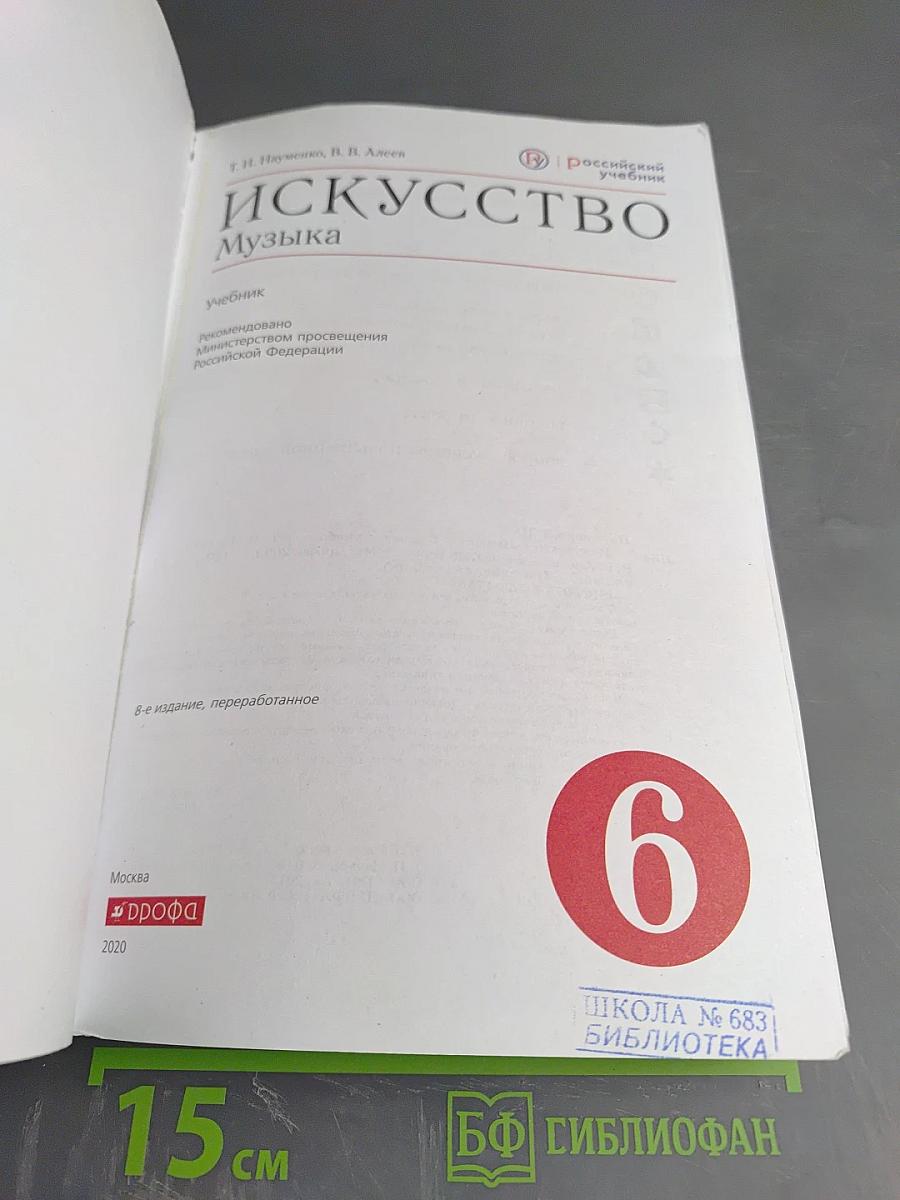 Т. И. Науменко, В. В. Алеев
российский
учебник
ИСКУССТВО
Музыка
учебник
Рекомендовано
Министерством просвещения
Российской Федерации
8-е издание, переработанное
6
Москва
дрофа
2020
ШКОЛА № 683
БИБЛИОТЕКА
15 см
БФ БИБЛИОФАН